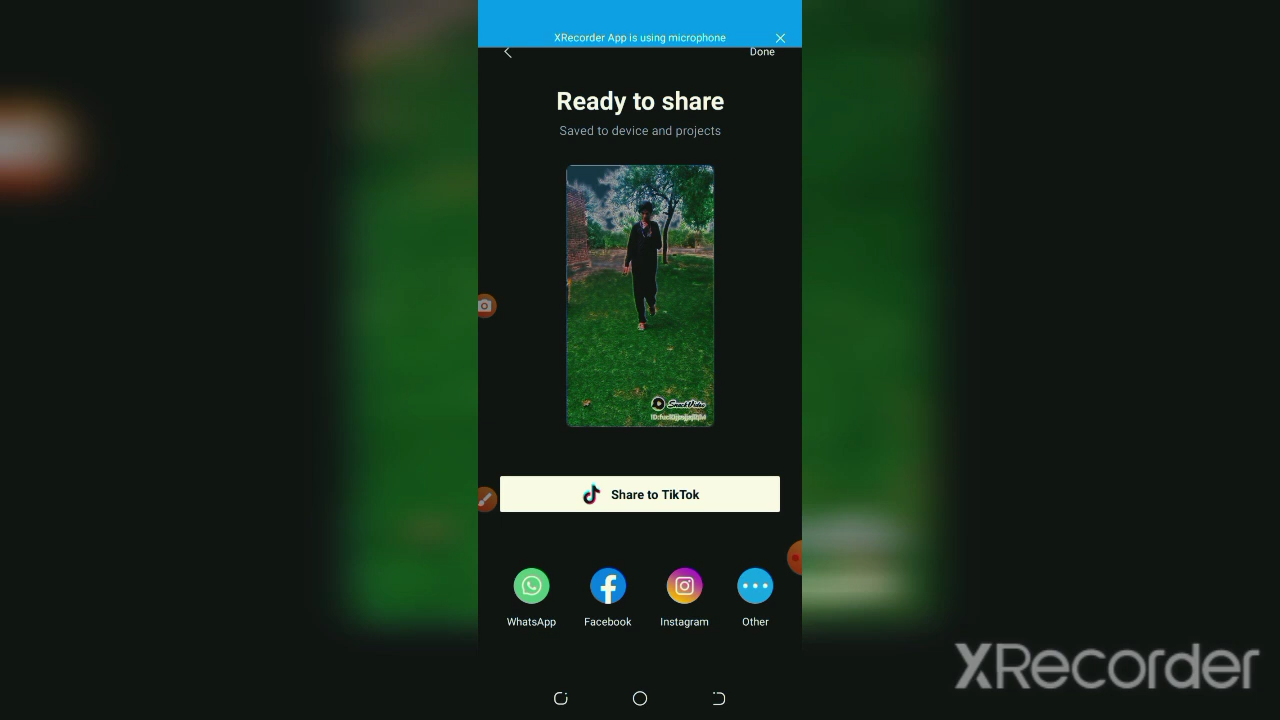 XRecorder App is using microphone
Done
Ready to share
Saved to device and projects
SnackVideo
Share to TikTok
WhatsApp
Facebook
Instagram
Other
XRecorder